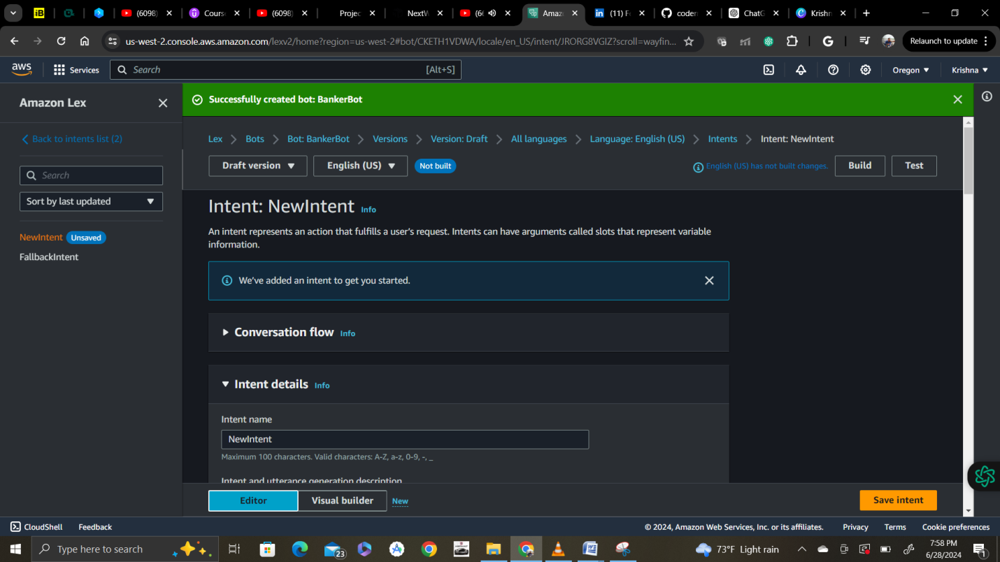 iB
(6098)
Course
(6098)
Projec
NextW
(60
Amaz
(11) F
coder
ChatG
Krishn
us-west-2.console.aws.amazon.com/lexv2/home?region=us-west-2#bot/CKETH1VDWA/locale/en_US/intent/JRORG8VGIZ?scroll=wayfin...
Relaunch to update
aws
Services
Search
[Alt+S]
Oregon
Krishna
Amazon Lex
Successfully created bot: BankerBot
Back to intents list (2)
Lex
Bots
Bot: BankerBot
Versions
Version: Draft
All languages
Language: English (US)
Intents
Intent: NewIntent
Draft version
English (US)
Not built
English (US) has not built changes.
Build
Test
Search
Sort by last updated
NewIntent Unsaved
FallbackIntent
Intent: NewIntent Info
An intent represents an action that fulfills a user's request. Intents can have arguments called slots that represent variable
information.
We've added an intent to get you started.
Conversation flow Info
Intent details Info
Intent name
NewIntent
Maximum 100 characters. Valid characters: A-Z, a-z, 0-9, -, _
Intent and utterance generation description
Editor
Visual builder
New
Save intent
CloudShell
Feedback
© 2024, Amazon Web Services, Inc. or its affiliates.
Privacy
Terms
Cookie preferences
Type here to search
23
73°F Light rain
7:58 PM
6/28/2024
1